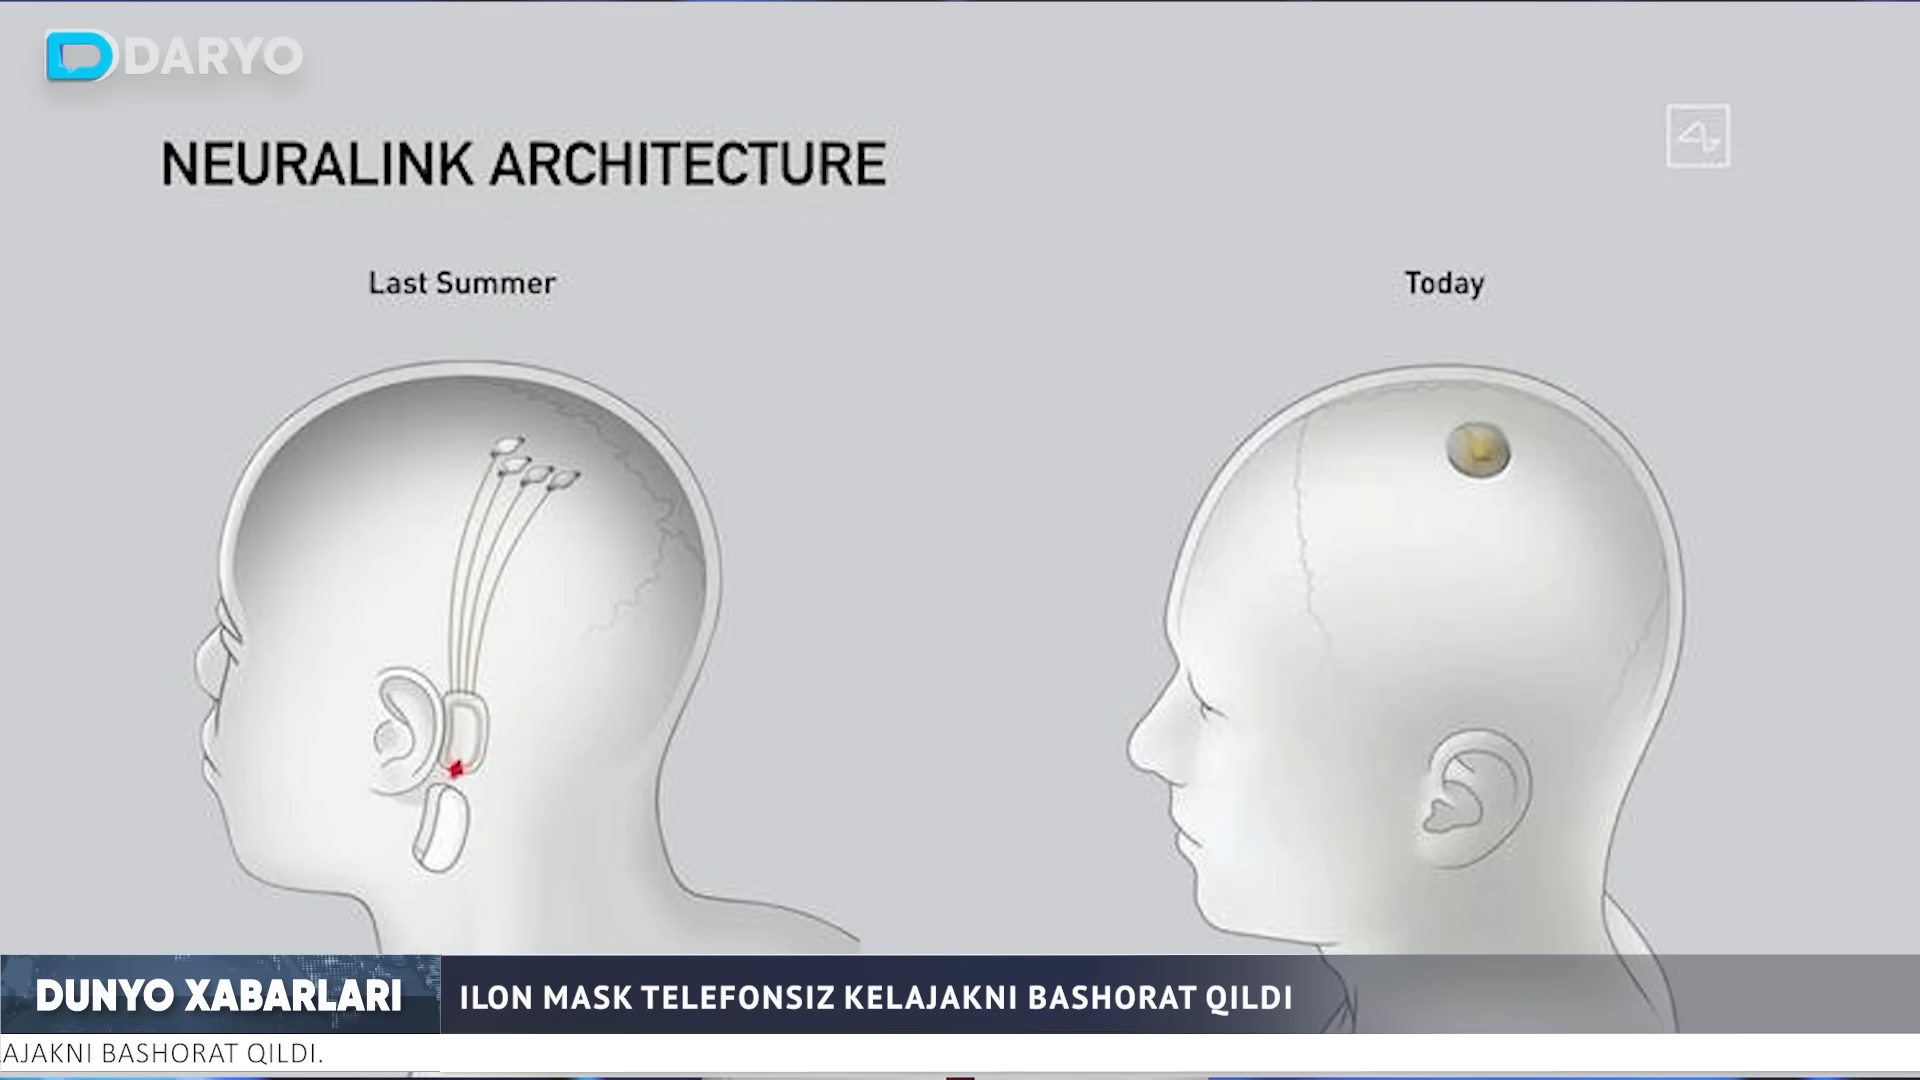 DARYO
NEURALINK ARCHITECTURE
Last Summer
Today
DUNYO XABARLARI
ILON MASK TELEFONSIZ KELAJAKNI BASHORAT QILDI
AJAKNI BASHORAT QILDI.